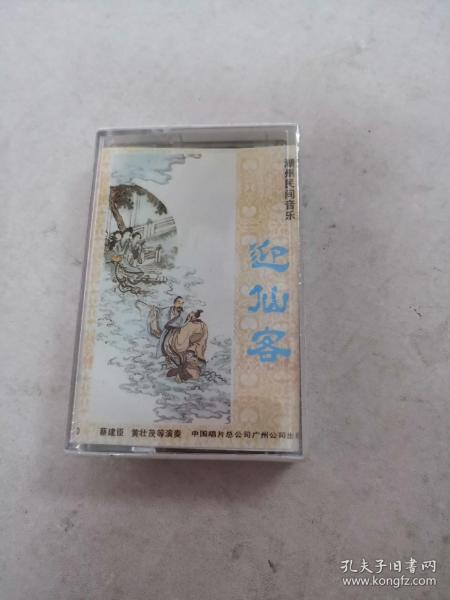 潮州民间音乐
迎仙客
蔡建臣 黄壮茂等演奏 中国唱片总公司广州公司出
孔夫子旧书网
www.kongfz.com